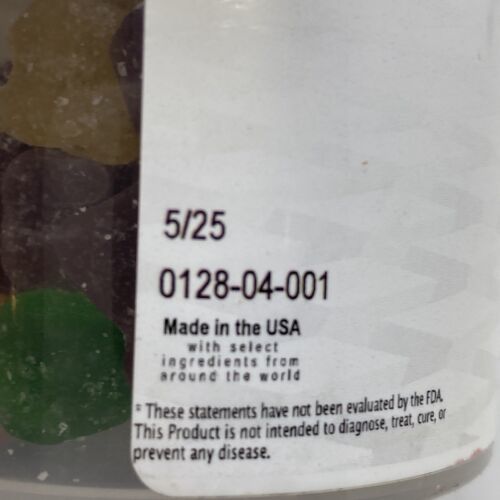 5/25
0128-04-001
Made in the USA
with select
ingredients from
around the world
* These statements have not been evaluated by the FDA.
This Product is not intended to diagnose, treat, cure, or
prevent any disease.